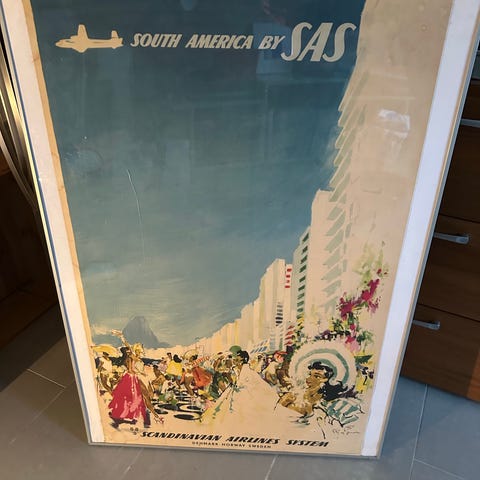 SOUTH AMERICA BY SAS
SCANDINAVIAN AIRLINES SYSTEM
DENMARK-NORWAY-SWEDEN